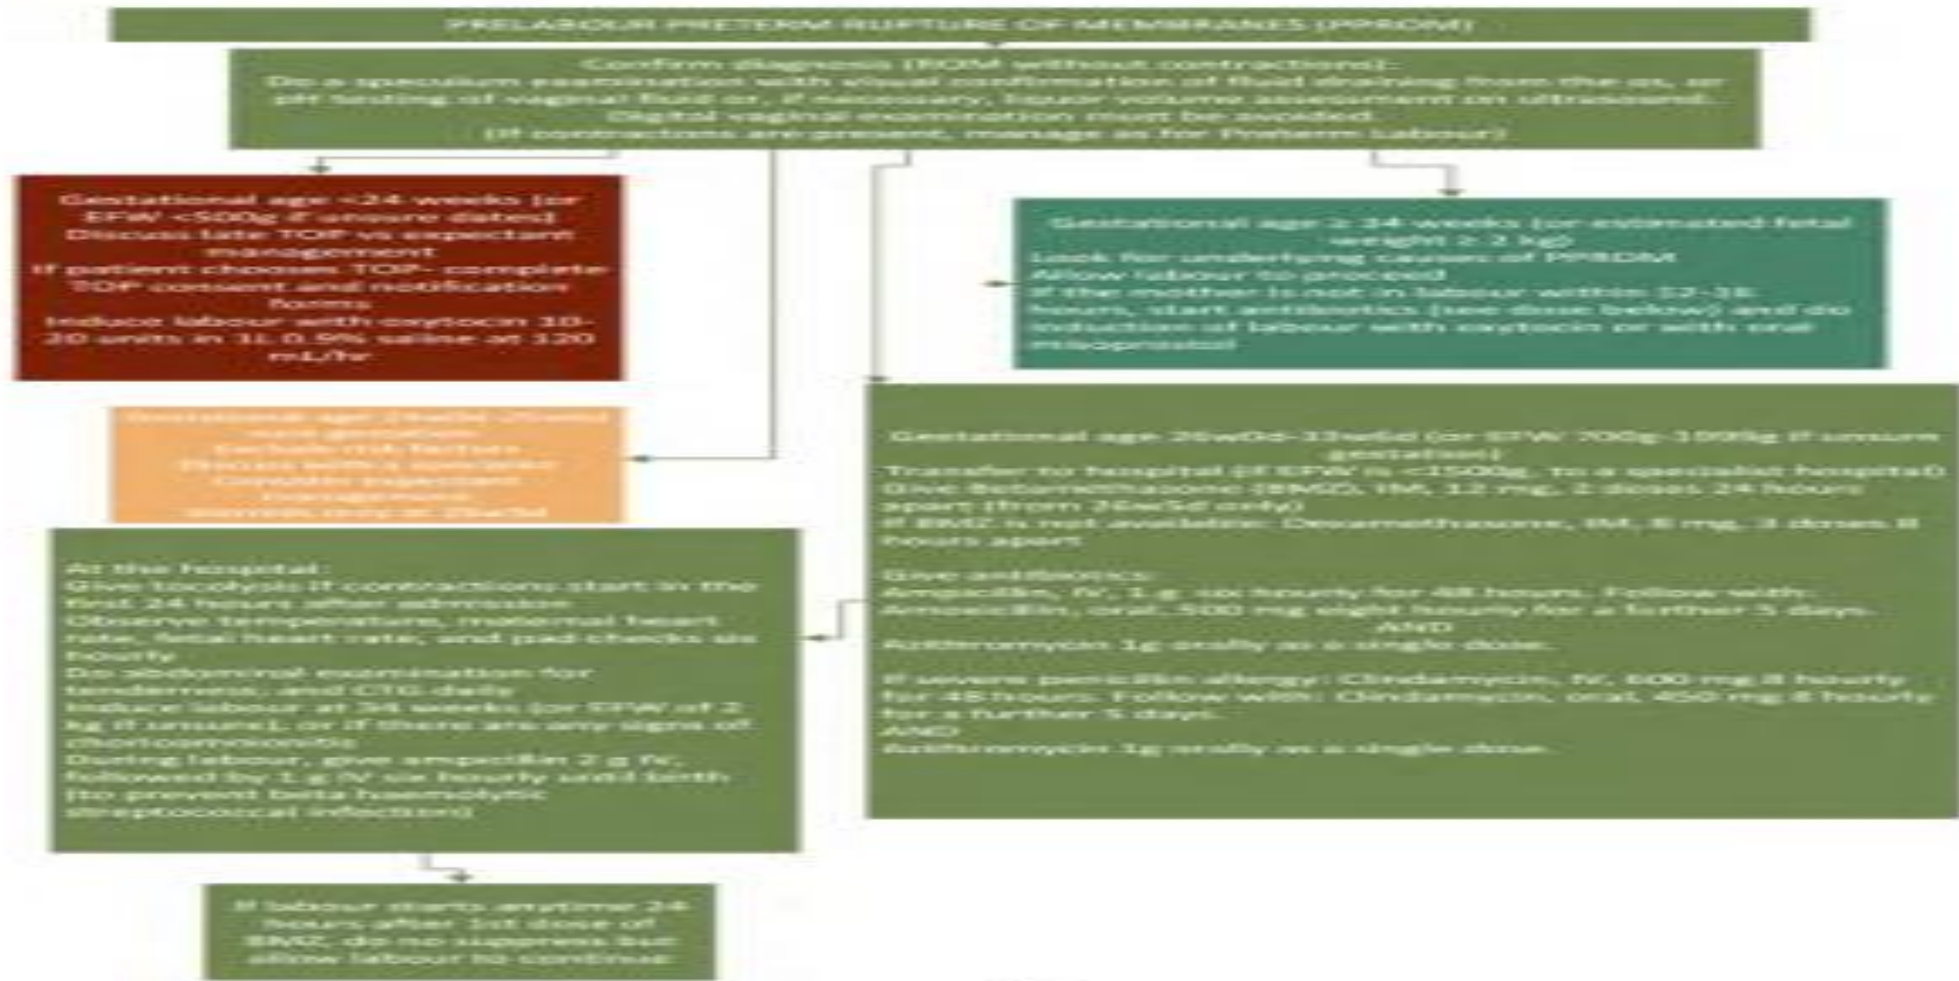 PRELABOUR PRETERM RUPTURE OF MEMBRANES (PPROM)
Confirm diagnosis (ROM without contractions):
Do a speculum examination with visual confirmation of fluid draining from the os, or
pH testing of vaginal fluid or, if necessary, liquor volume assessment on ultrasound.
Digital vaginal examination must be avoided.
(If contractions are present, manage as for Preterm Labour)
Gestational age <24 weeks (or
EFW <500g if unsure dates)
Discuss late TOP vs expectant
management
If patient chooses TOP- complete
TOP consent and notification
forms
Induce labour with oxytocin 10-
20 units in 1L 0.9% saline at 120
mL/hr
Gestational age ≥ 34 weeks (or estimated fetal
weight ≥ 2 kg)
Look for underlying causes of PPROM
Allow labour to proceed
If the mother is not in labour within
hours, start antibiotics (see dose below) and do
induction of labour with oxytocin or with oral
misoprostol
Gestational age
gestation
Exclude risk factors
Discuss with a specialist
Consider expectant
management
only at
Gestational age 26w0d-33w6d (or EFW 700g-1999g if unsure
gestation):
Transfer to hospital (if EFW is <1500g, to a specialist hospital)
Give Betamethasone (BMZ), IM, 12 mg, 2 doses 24 hours
apart (from only)
If BMZ is not available: Dexamethasone, IM, mg, 3 doses 8
hours apart
Give antibiotics:
Ampicillin, IV, 1 g six hourly for 48 hours. Follow with:
Amoxicillin, oral, 500 mg eight hourly for a further 5 days.
AND
Azithromycin 1g orally as a single dose.
If severe penicillin allergy: Clindamycin, IV, 600 mg 8 hourly
for 48 hours. Follow with: Clindamycin, oral, 450 mg 8 hourly
for a further 5 days.
AND
Azithromycin 1g orally as a single dose.
At the hospital:
Give tocolysis if contractions start in the
first 24 hours after admission
Observe temperature, maternal heart
rate, fetal heart rate, and pad checks six
hourly
Do abdominal examination for
tenderness, and CTG daily
Induce labour at 34 weeks (or EFW of 2
kg if unsure), or if there are any signs of
chorioamnionitis
During labour, give ampicillin 2 g IV,
followed by 1 g IV six hourly until birth
(to prevent beta haemolytic
streptococcal infection)
If labour starts anytime 24
hours after 1st dose of
BMZ, do no suppress but
allow labour to continue